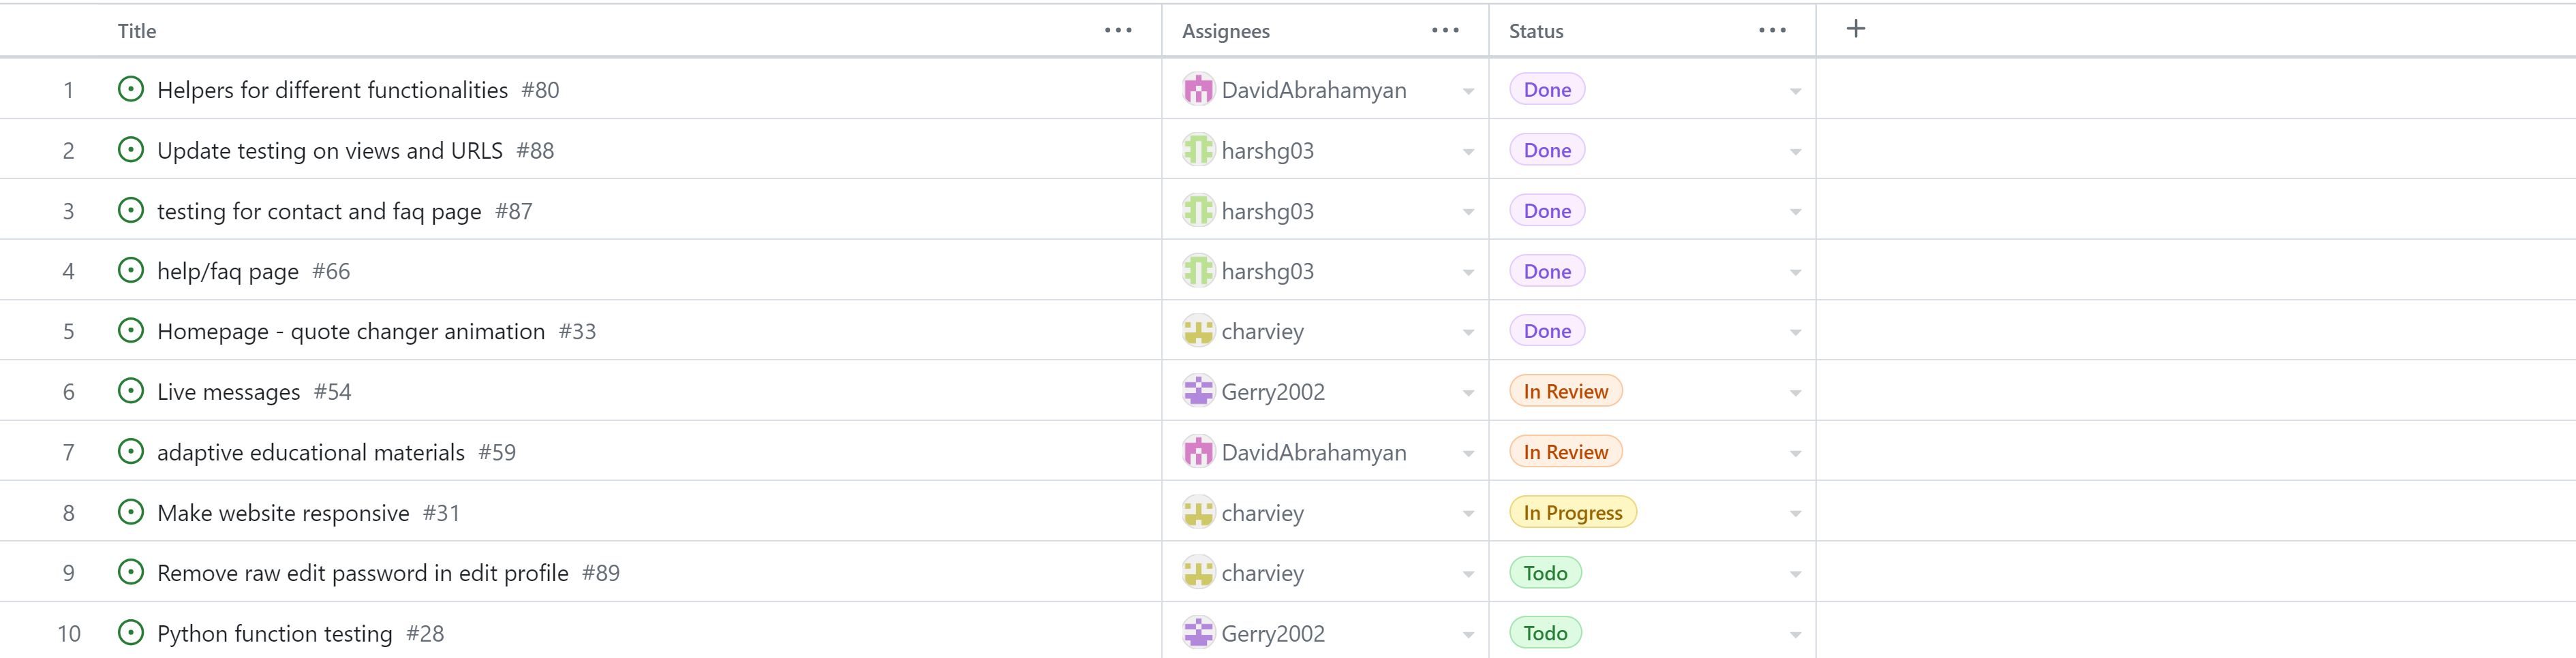 Title Assignees Status
1 Helpers for different functionalities #80 DavidAbrahamyan Done
2 Update testing on views and URLS #88 harshg03 Done
3 testing for contact and faq page #87 harshg03 Done
4 help/faq page #66 harshg03 Done
5 Homepage - quote changer animation #33 charviey Done
6 Live messages #54 Gerry2002 In Review
7 adaptive educational materials #59 DavidAbrahamyan In Review
8 Make website responsive #31 charviey In Progress
9 Remove raw edit password in edit profile #89 charviey Todo
10 Python function testing #28 Gerry2002 Todo